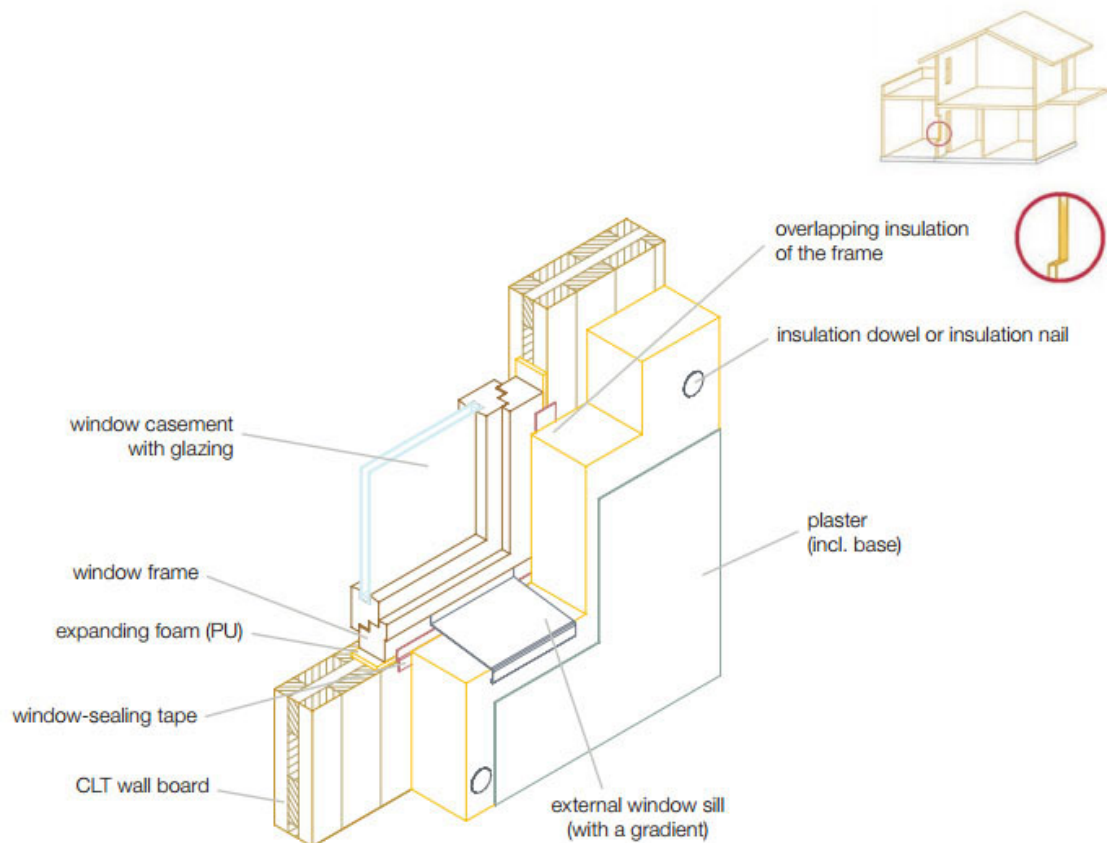 overlapping insulation
of the frame
insulation dowel or insulation nail
window casement
with glazing
plaster
(incl. base)
window frame
expanding foam (PU)
window-sealing tape
CLT wall board
external window sill
(with a gradient)